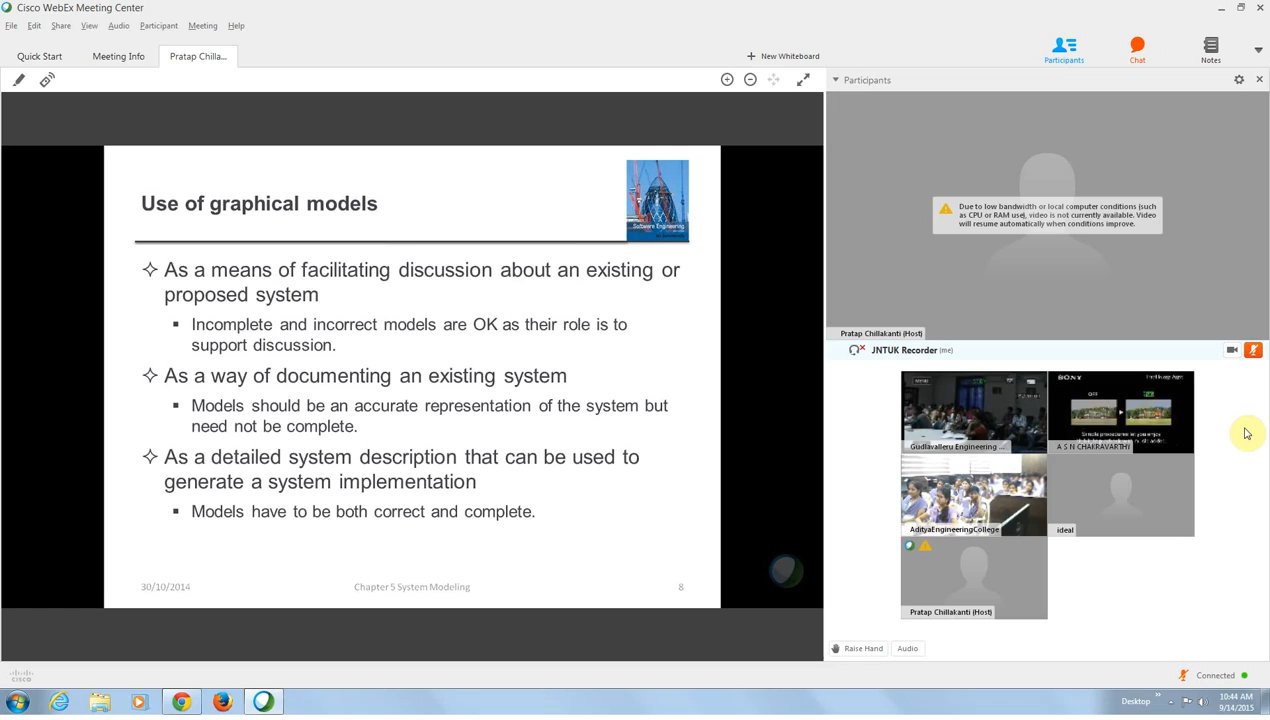 Cisco WebEx Meeting Center
File Edit Share View Audio Participant Meeting Help
Quick Start Meeting Info Pratap Chilla...
New Whiteboard
Participants Chat Notes
Participants
Use of graphical models
Software Engineering
As a means of facilitating discussion about an existing or
proposed system
Incomplete and incorrect models are OK as their role is to
support discussion.
As a way of documenting an existing system
Models should be an accurate representation of the system but
need not be complete.
As a detailed system description that can be used to
generate a system implementation
Models have to be both correct and complete.
30/10/2014 Chapter 5 System Modeling 8
Due to low bandwidth or local computer conditions (such
as CPU or RAM use), video is not currently available. Video
will resume automatically when conditions improve.
Pratap Chillakanti (Host)
JNTUK Recorder (me)
Gudlavalleru Engineering ...
SONY
OFF
A S N CHAKRAVARTHY
AdityaEngineeringCollege
ideal
Pratap Chillakanti (Host)
Raise Hand Audio
cisco
Connected
Desktop
10:44 AM
9/14/2015